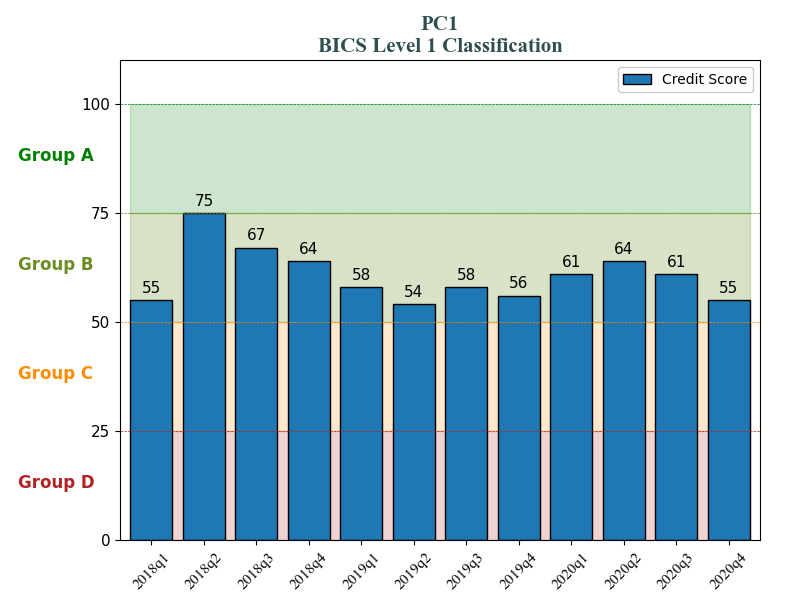 PC1
BICS Level 1 Classification
Credit Score
100
Group A
75
75
67
64
Group B
64
61
61
58
58
56
55
55
54
50
Group C
25
Group D
0
2018q1
2018q2
2018q3
2018q4
2019q1
2019q2
2019q3
2019q4
2020q1
2020q2
2020q3
2020q4